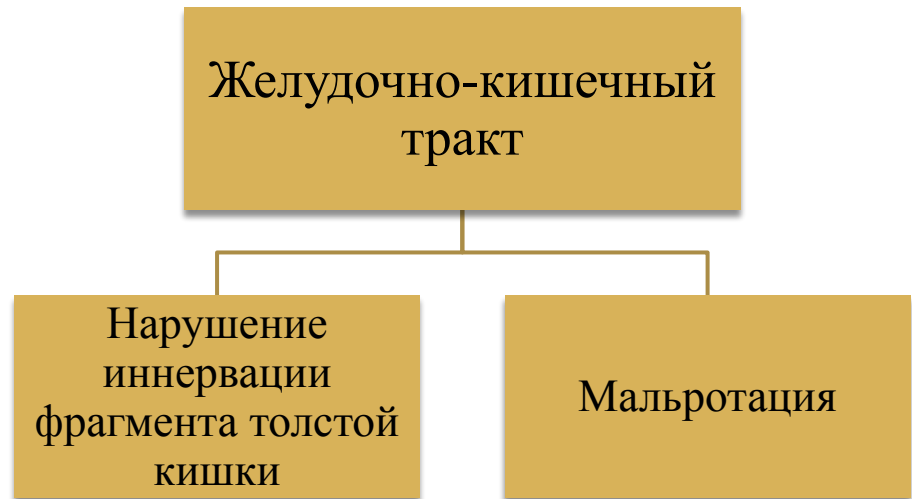 Желудочно-кишечный
тракт
Нарушение
иннервации
фрагмента толстой
кишки
Мальротация